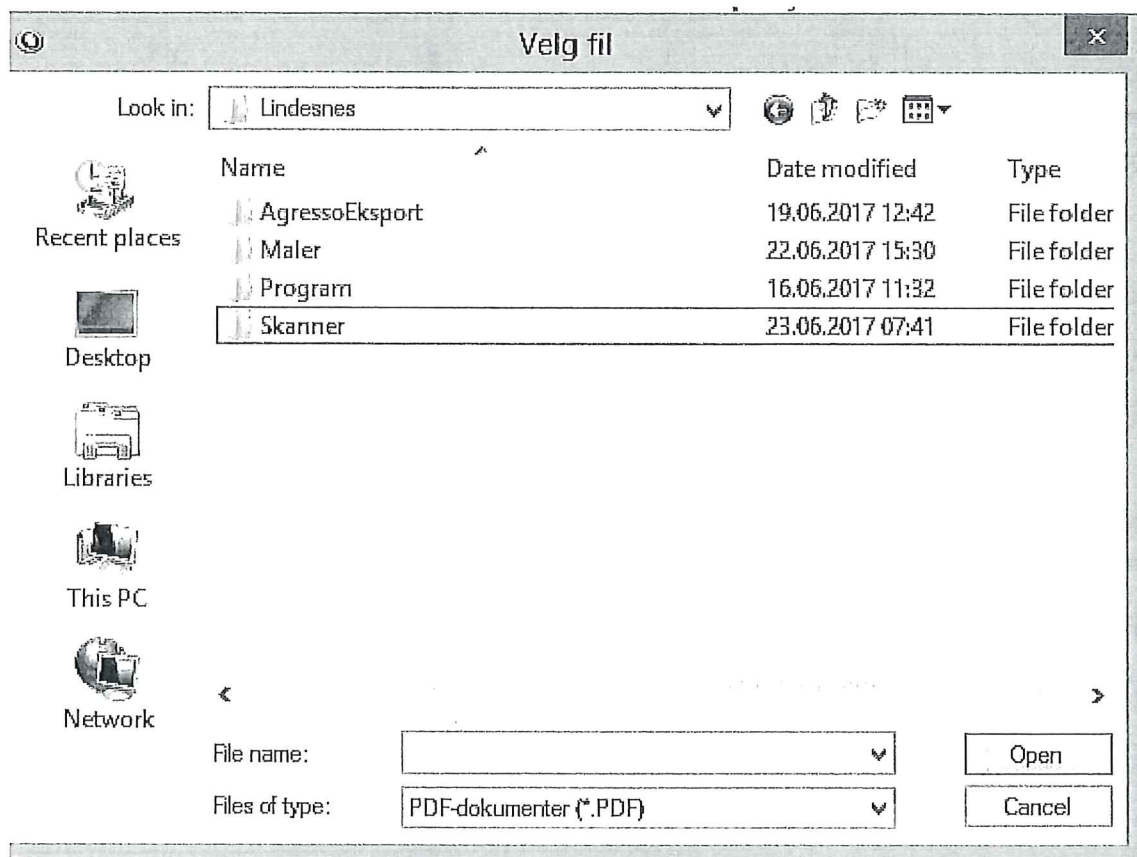 Velg fil
Look in: Lindesnes
Name Date modified Type
AgressoEksport 19.06.2017 12:42 File folder
Maler 22.06.2017 15:30 File folder
Program 16.06.2017 11:32 File folder
Skanner 23.06.2017 07:41 File folder
Recent places
Desktop
Libraries
This PC
Network
File name: Open
Files of type: PDF-dokumenter (*.PDF) Cancel